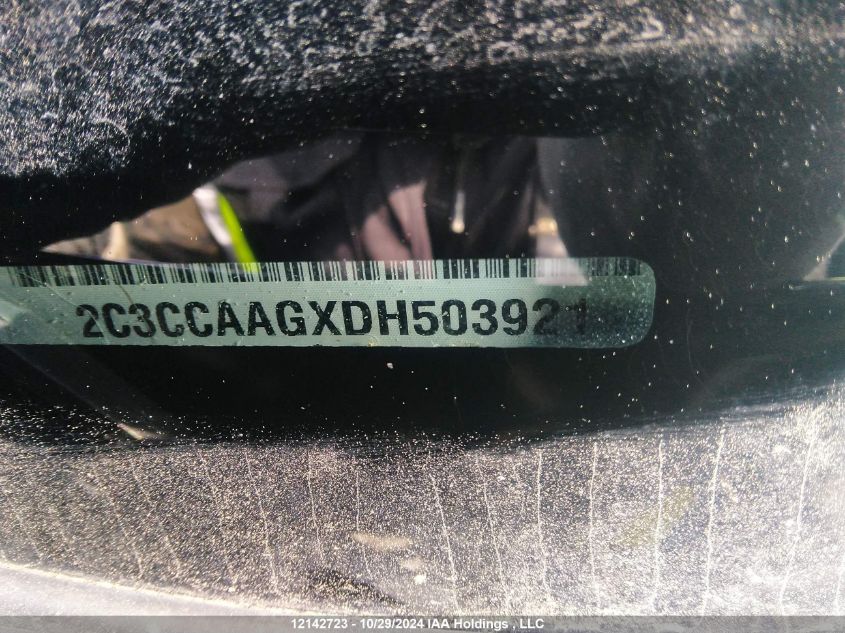 2C3CCAAGXDH503921
12142723 - 10/29/2024 IAA Holdings , LLC